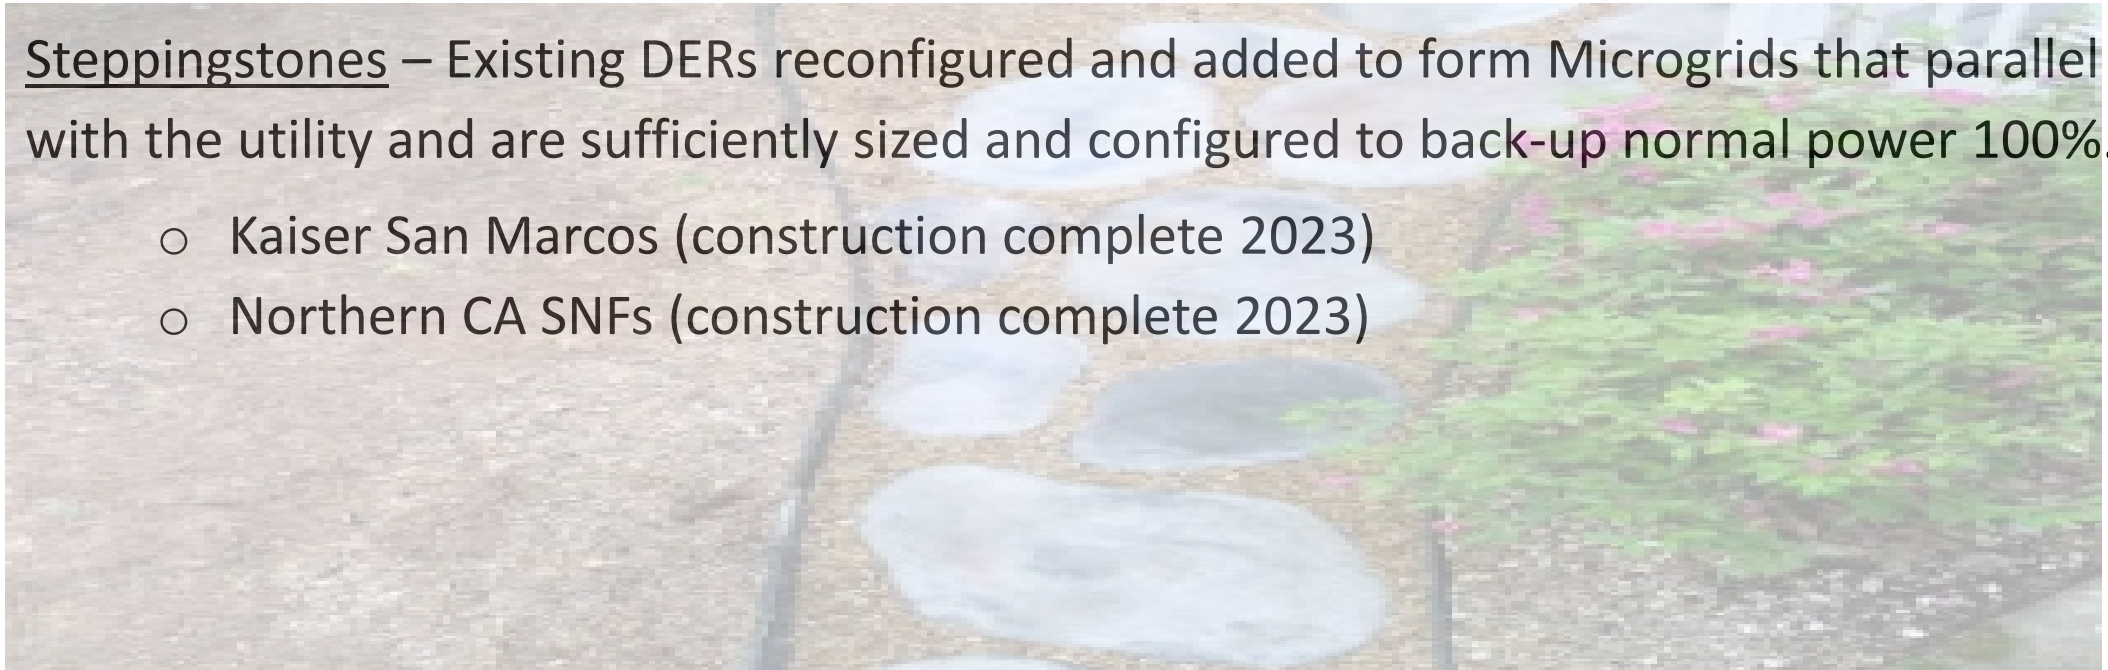 Steppingstones – Existing DERs reconfigured and added to form Microgrids that parallel
with the utility and are sufficiently sized and configured to back-up normal power 100%.
○ Kaiser San Marcos (construction complete 2023)
○ Northern CA SNFs (construction complete 2023)